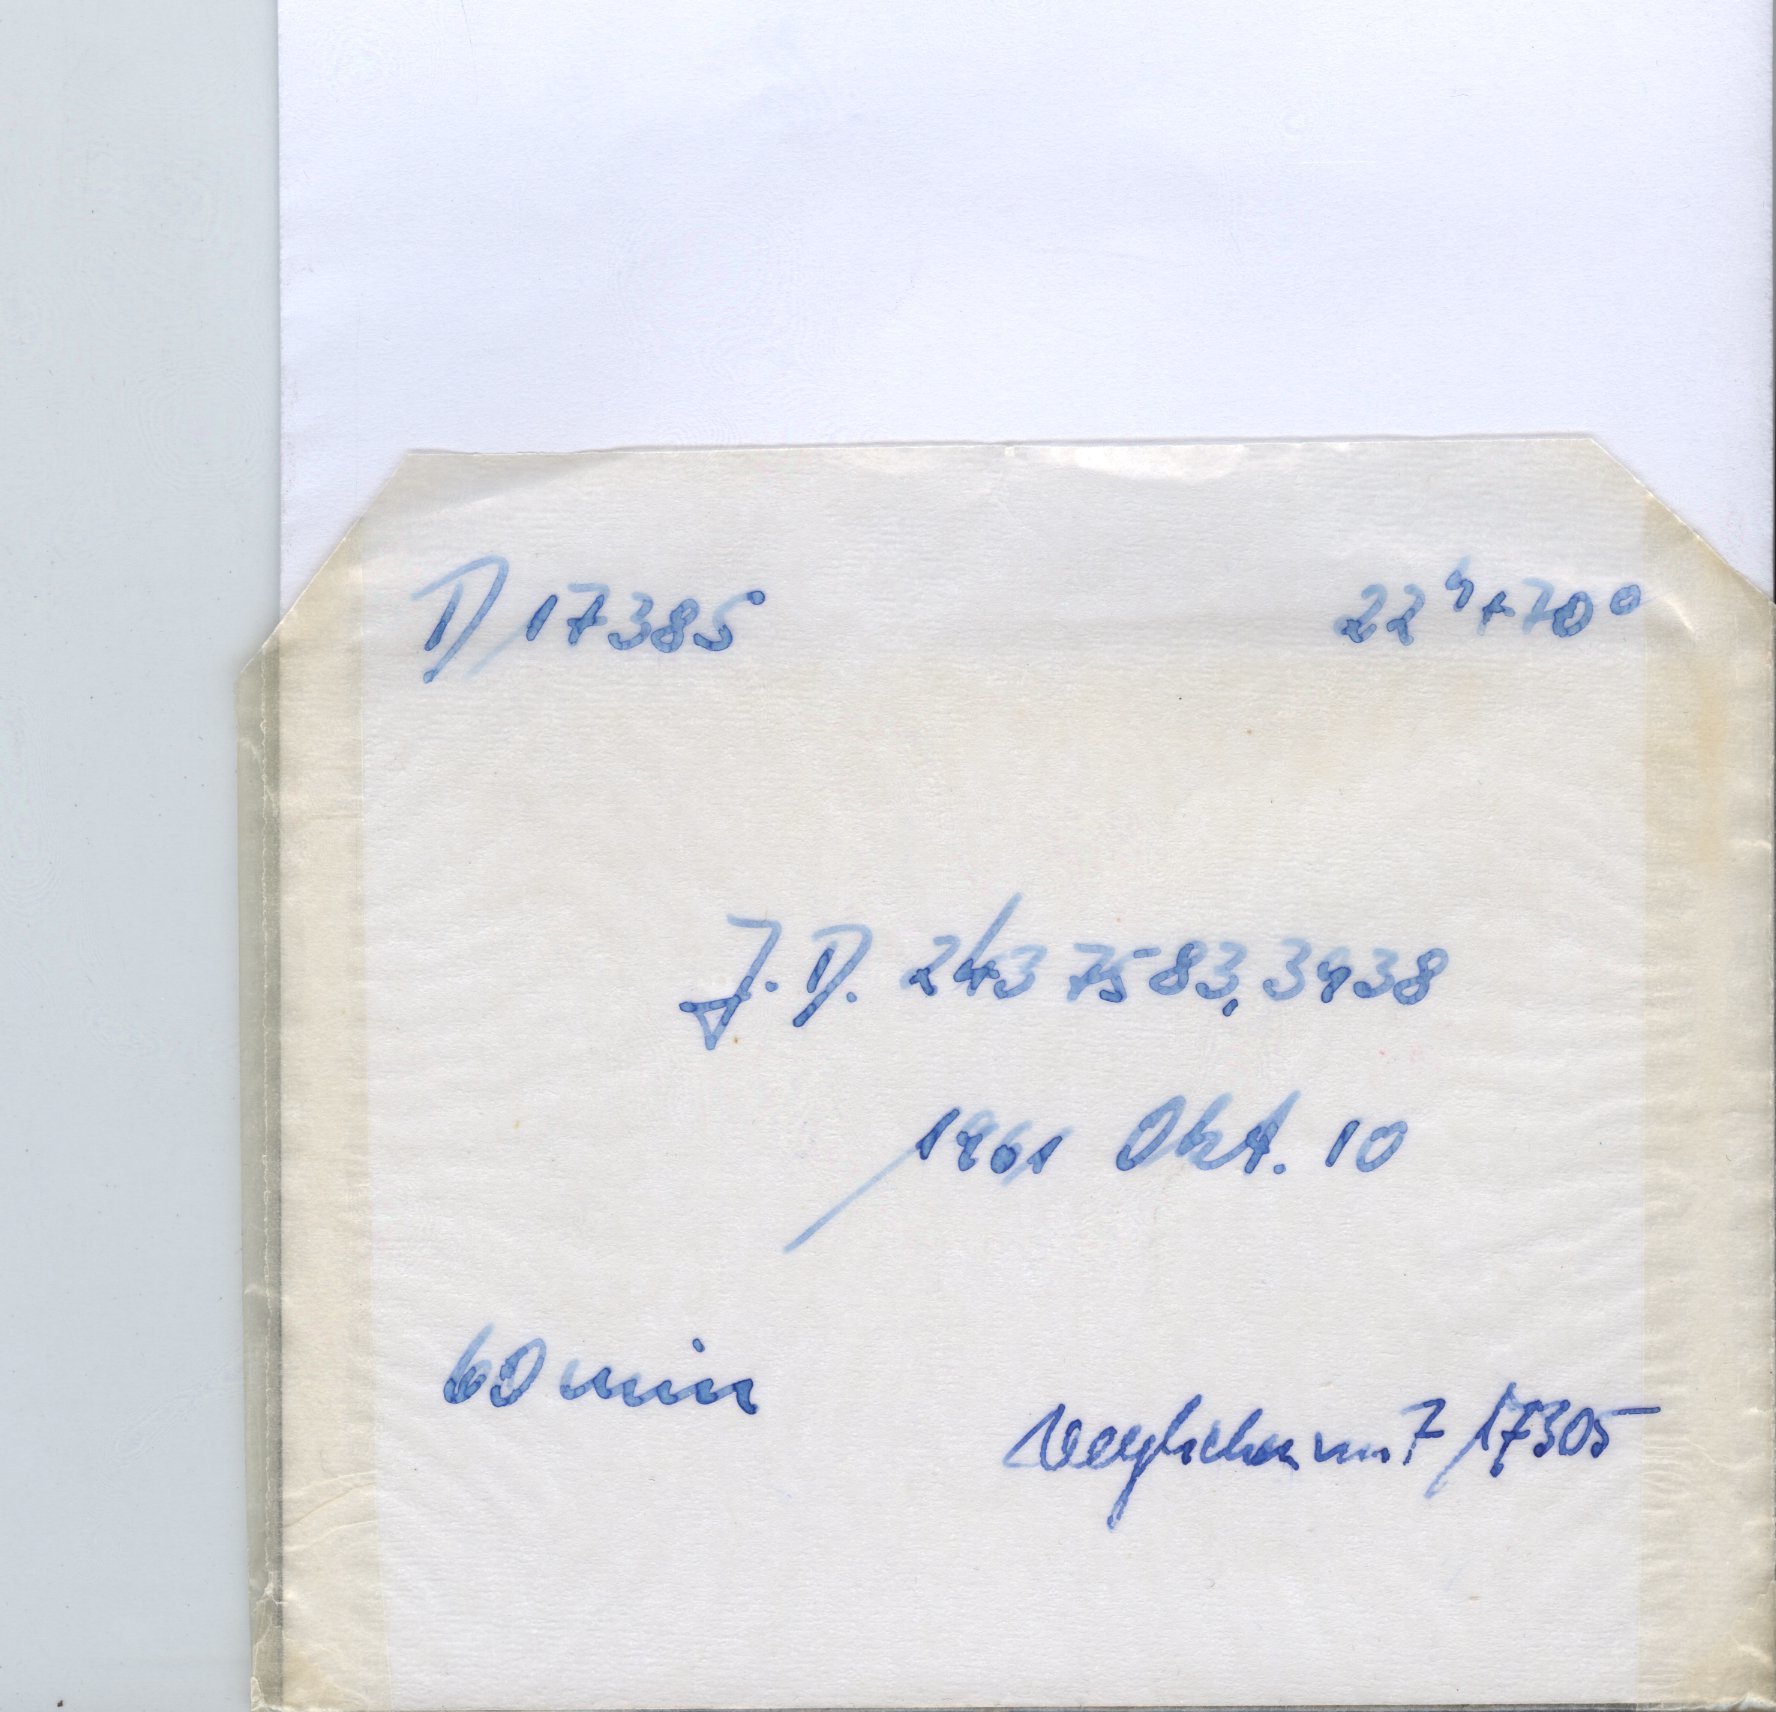 D 17385
22ʰ +70°
J.D. 2437583,3938
1961 Okt. 10
60 min
Verglichen mit 17305